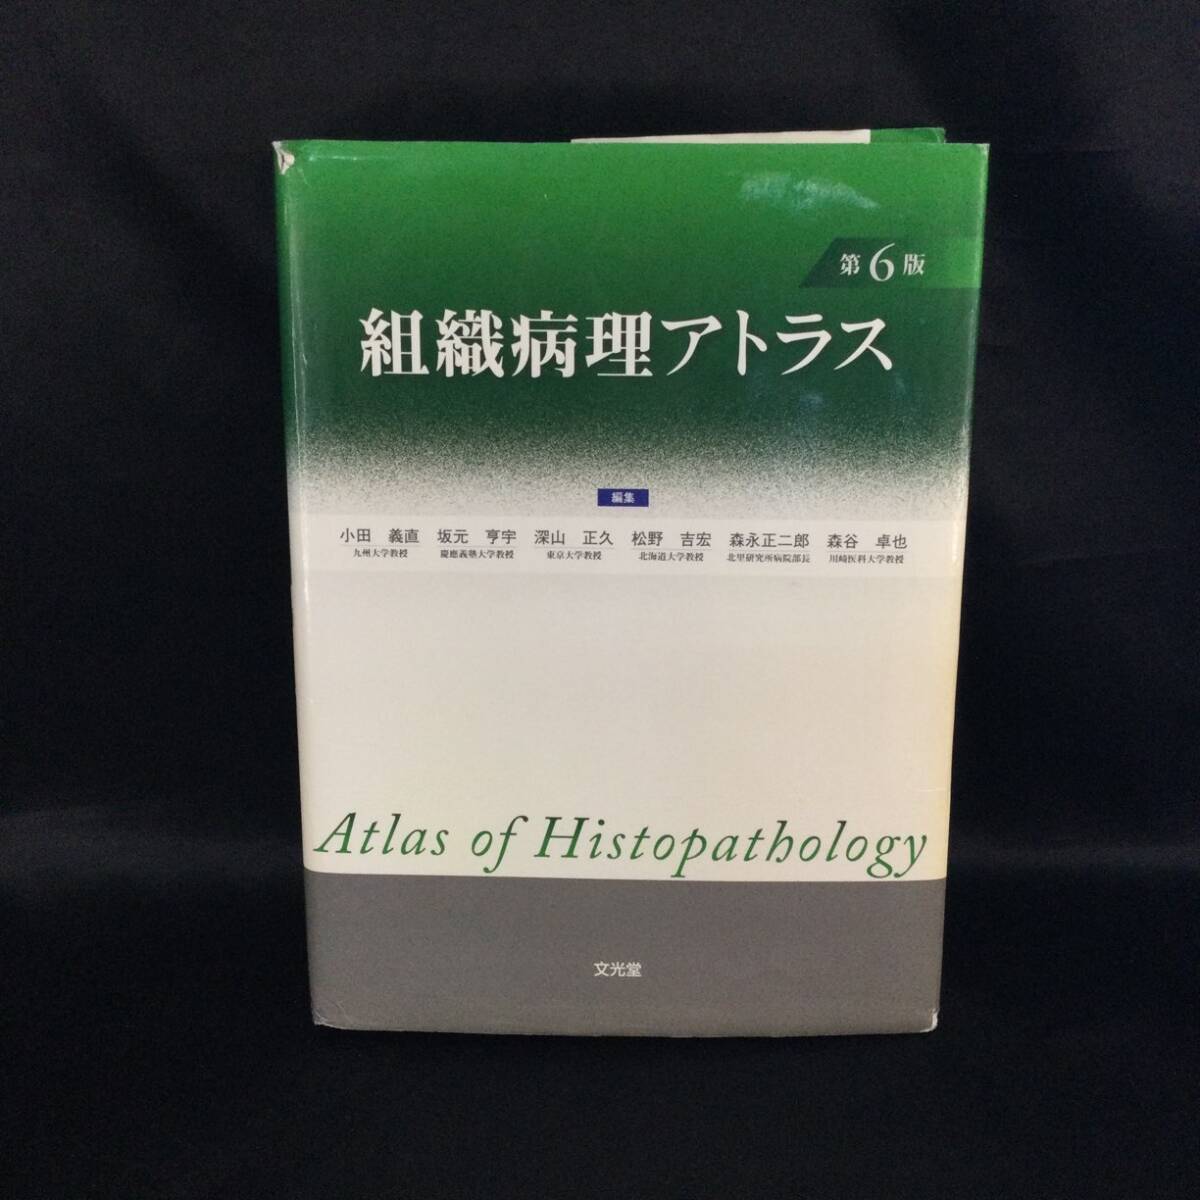 第6版
組織病理アトラス
編集
小田 義直 坂元 亨宇 深山 正久 松野 吉宏 森永正二郎 森谷 卓也
九州大学教授 慶應義塾大学教授 東京大学教授 北海道大学教授 北里研究所病院部長 川崎医科大学教授
Atlas of Histopathology
文光堂